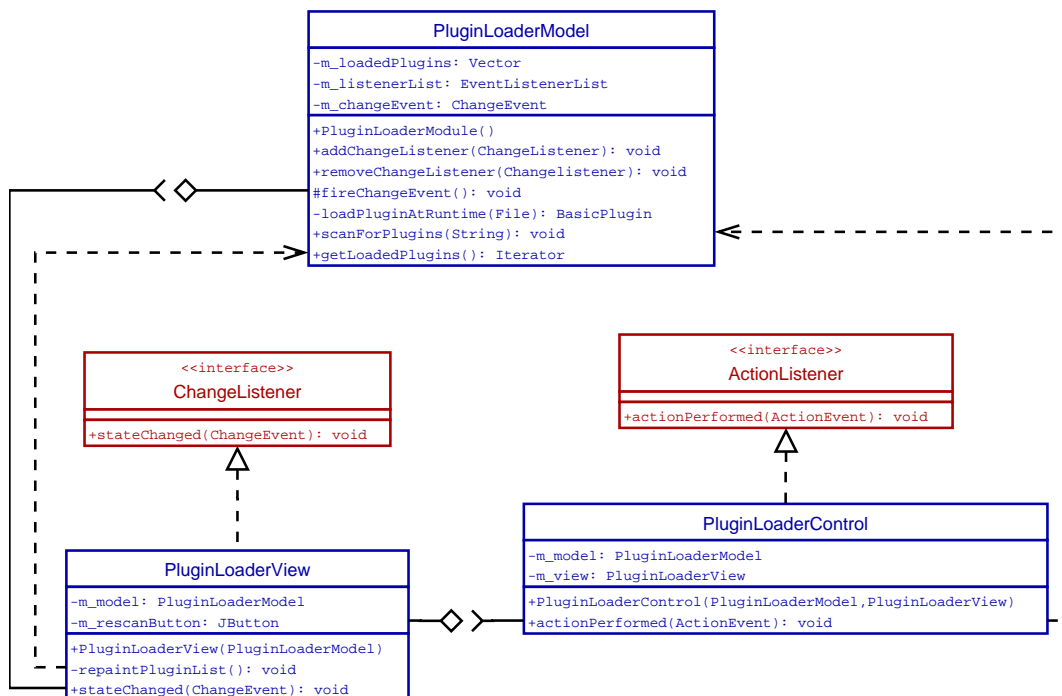 PluginLoaderModel
-m_loadedPlugins: Vector
-m_listenerList: EventListenerList
-m_changeEvent: ChangeEvent
+PluginLoaderModule()
+addChangeListener(ChangeListener): void
+removeChangeListener(Changelistener): void
#fireChangeEvent(): void
-loadPluginAtRuntime(File): BasicPlugin
+scanForPlugins(String): void
+getLoadedPlugins(): Iterator
<<interface>>
ChangeListener
+stateChanged(ChangeEvent): void
<<interface>>
ActionListener
+actionPerformed(ActionEvent): void
PluginLoaderView
-m_model: PluginLoaderModel
-m_rescanButton: JButton
+PluginLoaderView(PluginLoaderModel)
-repaintPluginList(): void
+stateChanged(ChangeEvent): void
PluginLoaderControl
-m_model: PluginLoaderModel
-m_view: PluginLoaderView
+PluginLoaderControl(PluginLoaderModel,PluginLoaderView)
+actionPerformed(ActionEvent): void